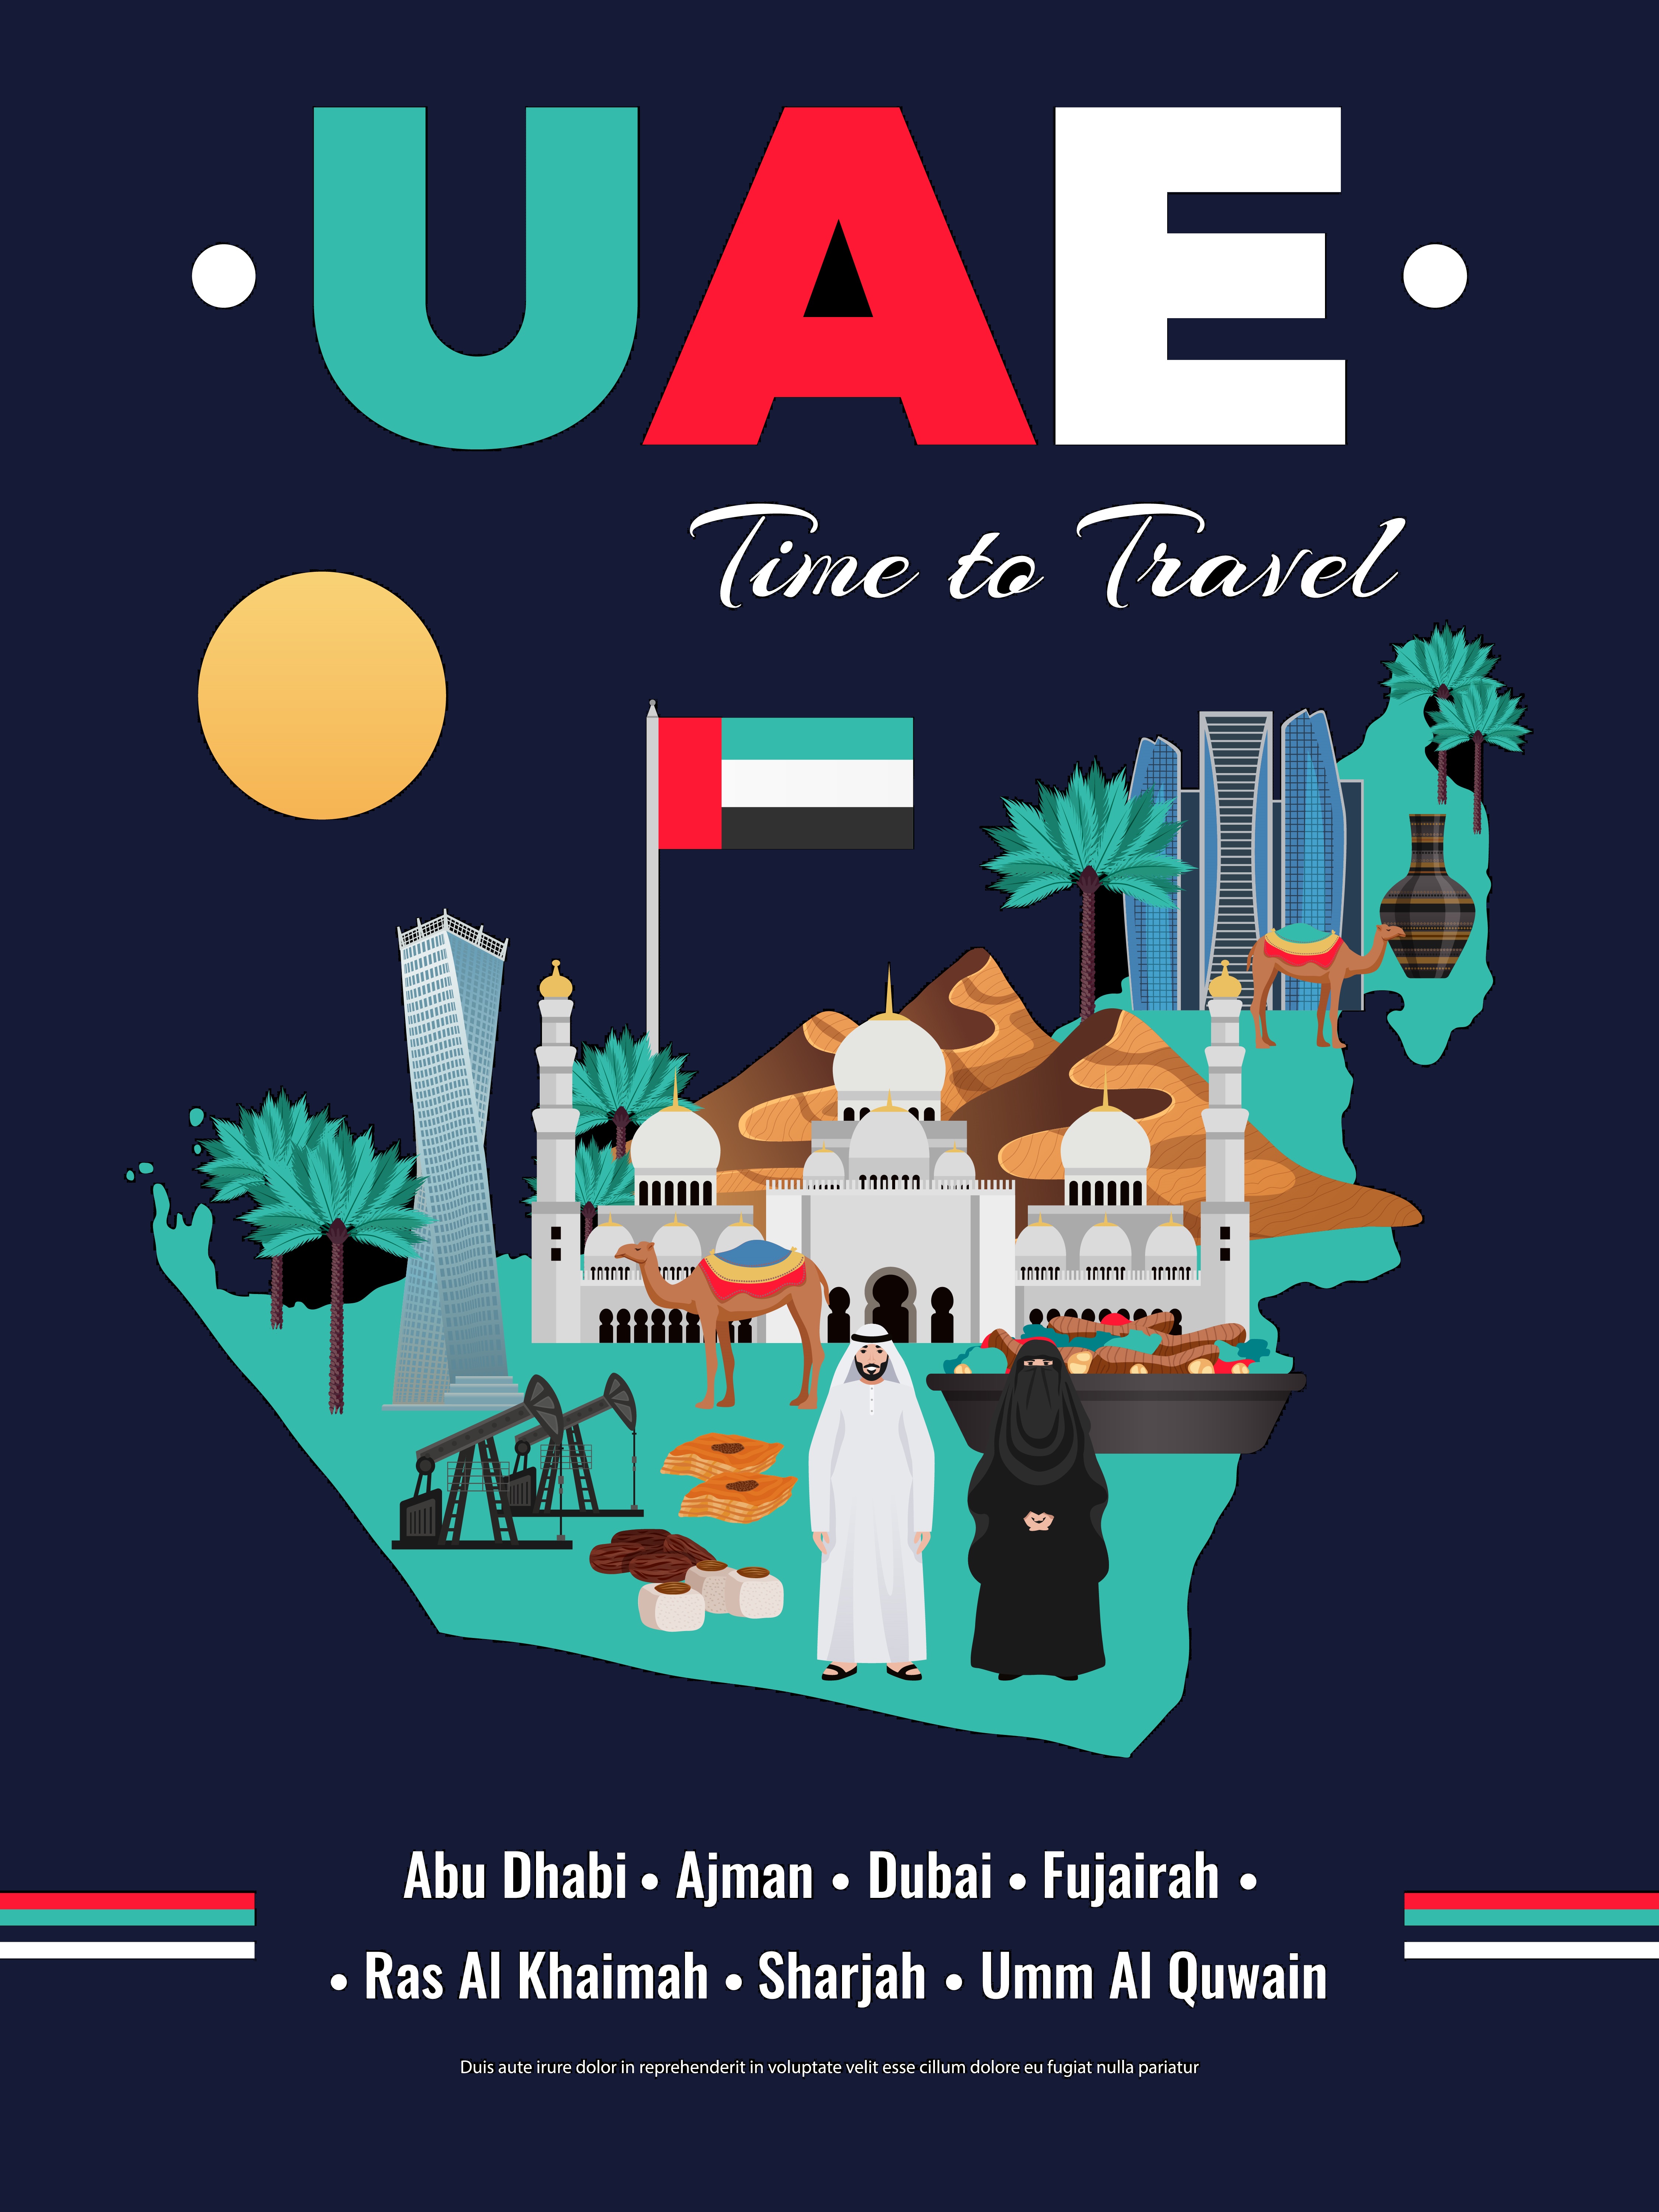 UAE
Time to Travel
Abu Dhabi • Ajman • Dubai • Fujairah •
• Ras Al Khaimah • Sharjah • Umm Al Quwain
Duis aute irure dolor in reprehenderit in voluptate velit esse cillum dolore eu fugiat nulla pariatur